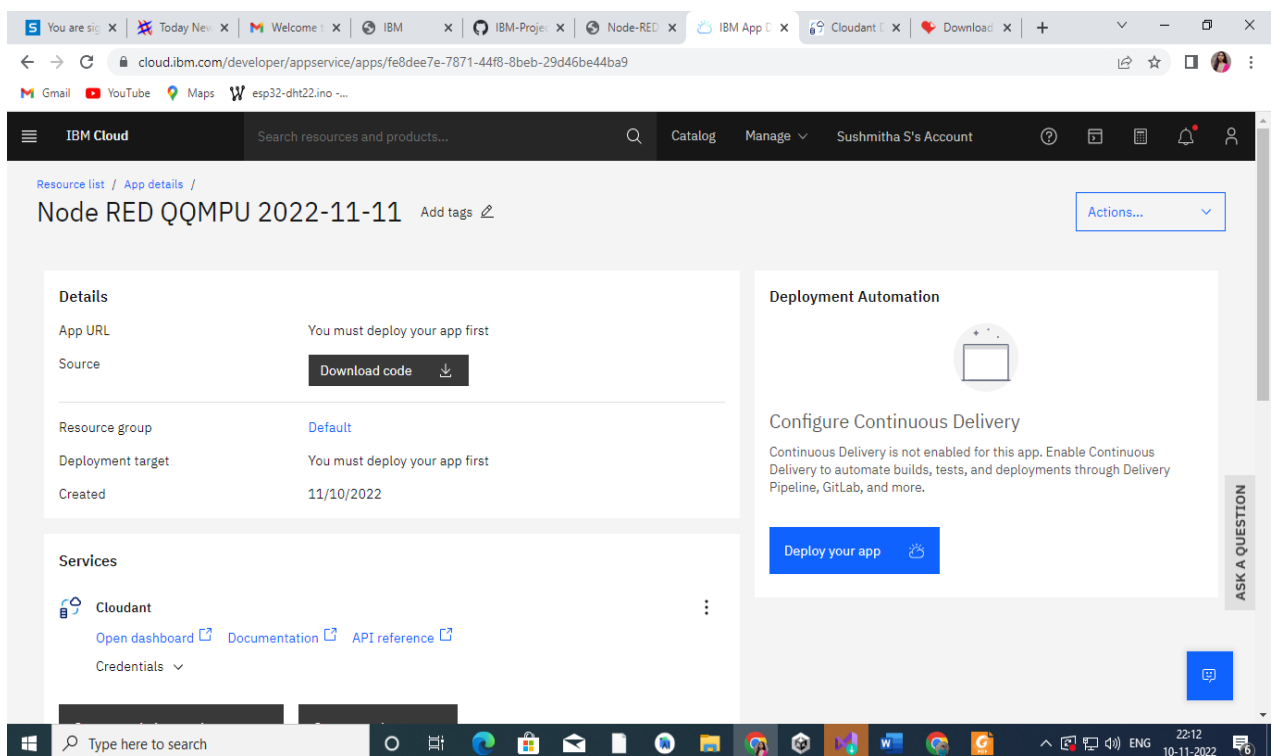 You are sig
Today New
Welcome t
IBM
IBM-Projec
Node-RED
IBM App D
Cloudant D
Download
cloud.ibm.com/developer/appservice/apps/fe8dee7e-7871-44f8-8beb-29d46be44ba9
Gmail YouTube Maps esp32-dht22.ino -...
IBM Cloud Search resources and products... Catalog Manage Sushmitha S's Account
Resource list / App details /
Node RED QQMPU 2022-11-11 Add tags
Actions...
Details
App URL You must deploy your app first
Source Download code
Resource group Default
Deployment target You must deploy your app first
Created 11/10/2022
Deployment Automation
Configure Continuous Delivery
Continuous Delivery is not enabled for this app. Enable Continuous
Delivery to automate builds, tests, and deployments through Delivery
Pipeline, GitLab, and more.
Deploy your app
ASK A QUESTION
Services
Cloudant
Open dashboard Documentation API reference
Credentials
Type here to search
ENG
22:12
10-11-2022
6